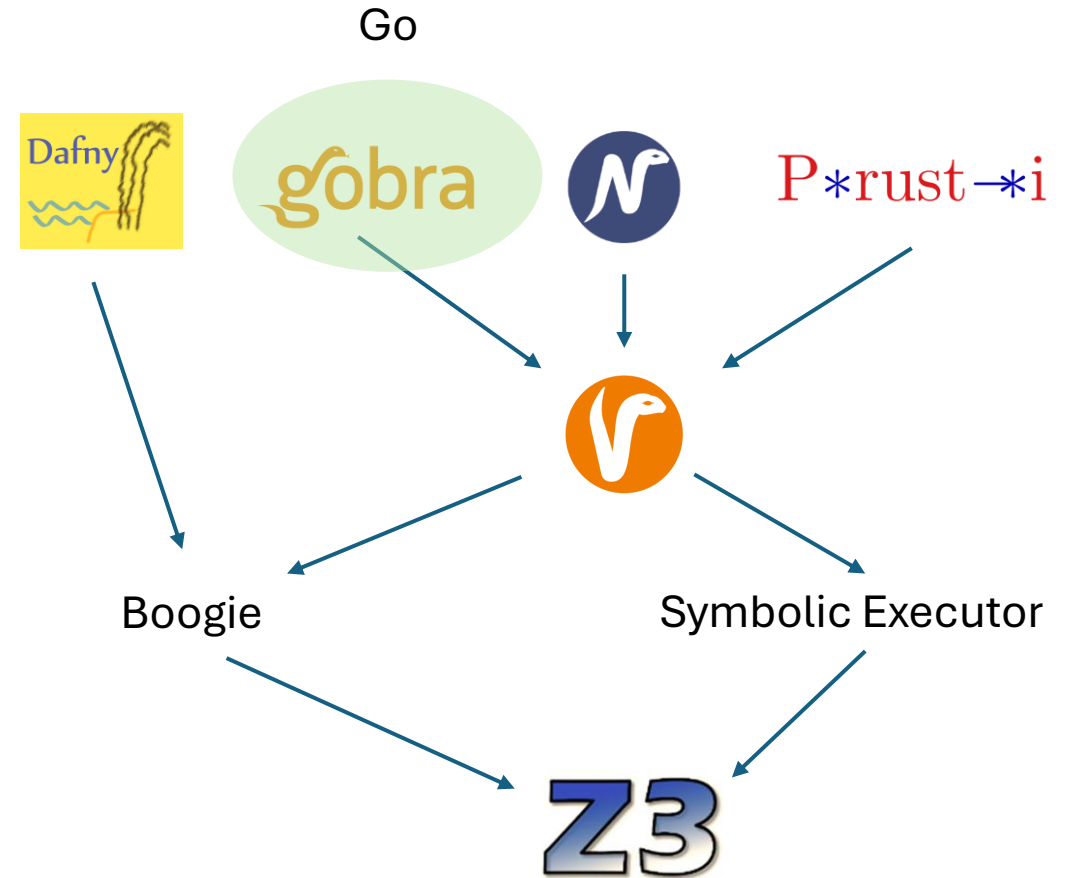 Go
Dafny
gobra
N
P*rust-*i
V
Boogie
Symbolic Executor
Z3